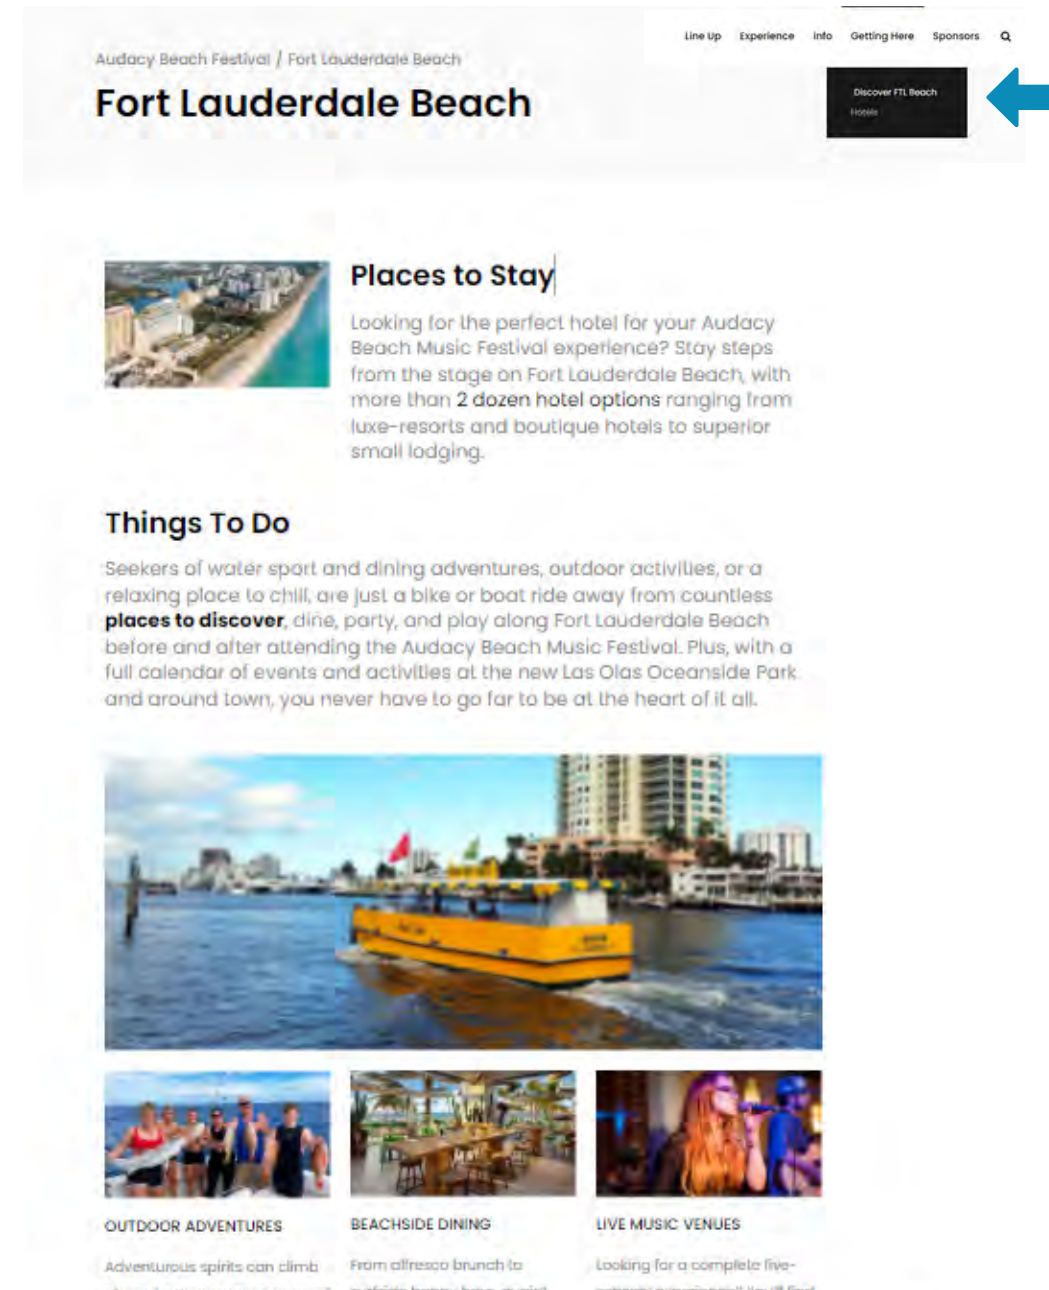 Line Up Experience Info Getting Here Sponsors
Audacy Beach Festival / Fort Lauderdale Beach
Fort Lauderdale Beach
Discover FTL Beach
Hotels
Places to Stay
Looking for the perfect hotel for your Audacy
Beach Music Festival experience? Stay steps
from the stage on Fort Lauderdale Beach, with
more than 2 dozen hotel options ranging from
luxe-resorts and boutique hotels to superior
small lodging.
Things To Do
Seekers of water sport and dining adventures, outdoor activities, or a
relaxing place to chill, are just a bike or boat ride away from countless
places to discover, dine, party, and play along Fort Lauderdale Beach
before and after attending the Audacy Beach Music Festival. Plus, with a
full calendar of events and activities at the new Las Olas Oceanside Park
and around town, you never have to go far to be at the heart of it all.
OUTDOOR ADVENTURES
Adventurous spirits can climb
BEACHSIDE DINING
From alfresco brunch to
LIVE MUSIC VENUES
Looking for a complete live-